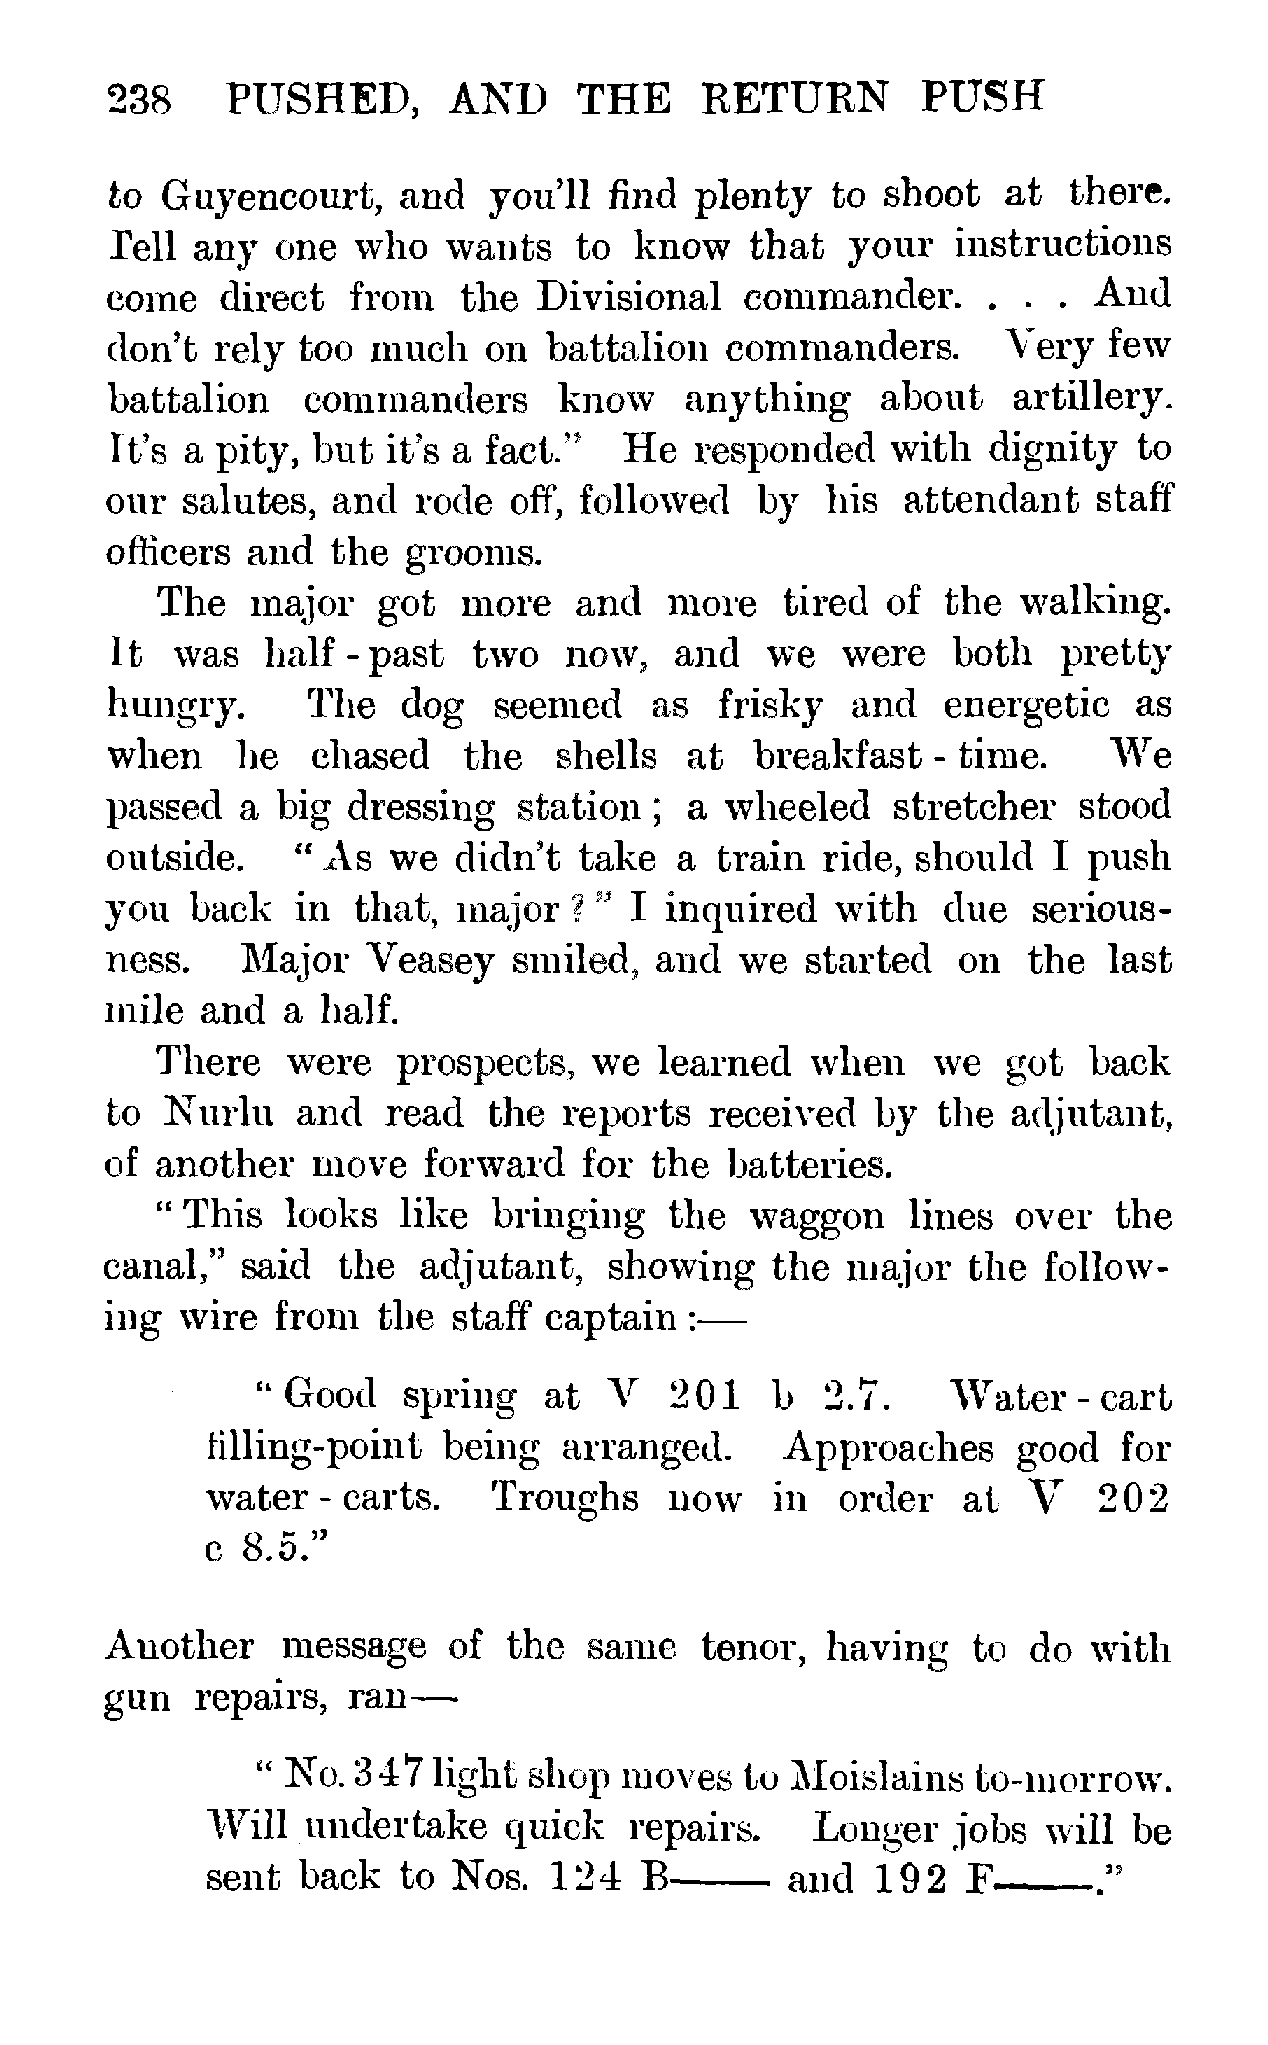 238 PUSHED, AND THE RETURN PUSH
to Guyencourt, and you'll find plenty to shoot at there.
Tell any one who wants to know that your instructions
come direct from the Divisional commander. . . . And
don't rely too much on battalion commanders. Very few
battalion commanders know anything about artillery.
It's a pity, but it's a fact." He responded with dignity to
our salutes, and rode off, followed by his attendant staff
officers and the grooms.
The major got more and more tired of the walking.
It was half-past two now, and we were both pretty
hungry. The dog seemed as frisky and energetic as
when he chased the shells at breakfast-time. We
passed a big dressing station; a wheeled stretcher stood
outside. "As we didn't take a train ride, should I push
you back in that, major?" I inquired with due serious-
ness. Major Veasey smiled, and we started on the last
mile and a half.
There were prospects, we learned when we got back
to Nurlu and read the reports received by the adjutant,
of another move forward for the batteries.
"This looks like bringing the waggon lines over the
canal," said the adjutant, showing the major the follow-
ing wire from the staff captain:—
"Good spring at V 201 b 2.7. Water-cart
filling-point being arranged. Approaches good for
water-carts. Troughs now in order at V 202
c 8.5."
Another message of the same tenor, having to do with
gun repairs, ran—
"No. 347 light shop moves to Moislains to-morrow.
Will undertake quick repairs. Longer jobs will be
sent back to Nos. 124 B—— and 192 F——."